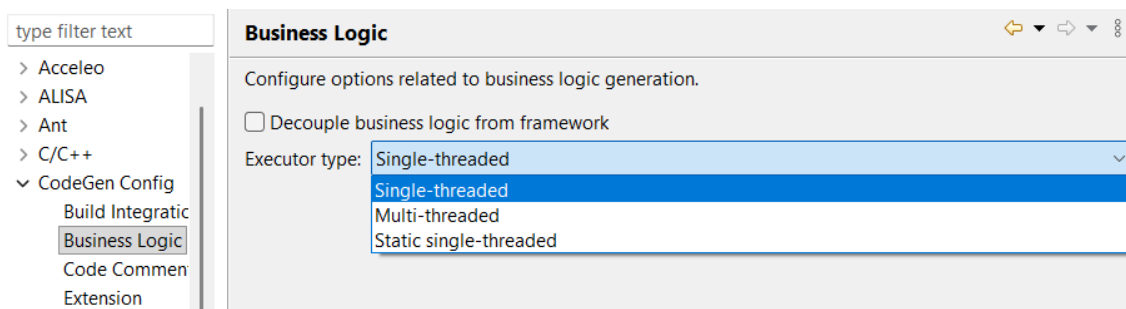 type filter text
Acceleo
ALISA
Ant
C/C++
CodeGen Config
Build Integratic
Business Logic
Code Commen
Extension
Business Logic
Configure options related to business logic generation.
Decouple business logic from framework
Executor type: Single-threaded
Single-threaded
Multi-threaded
Static single-threaded